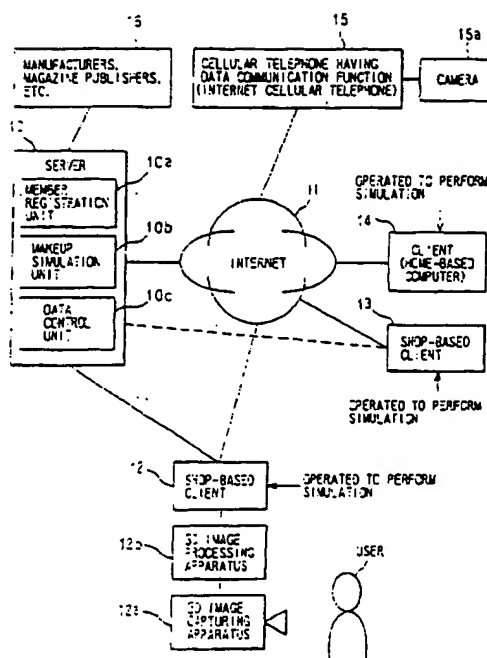 16
MANUFACTURERS,
MAGAZINE PUBLISHERS,
ETC.
15
CELLULAR TELEPHONE HAVING
DATA COMMUNICATION FUNCTION
(INTERNET CELLULAR TELEPHONE)
15a
CAMERA
10
SERVER
10a
MEMBER
REGISTRATION
UNIT
10b
MAKEUP
SIMULATION
UNIT
10c
DATA
CONTROL
UNIT
11
INTERNET
OPERATED TO PERFORM
SIMULATION
14
CLIENT
(HOME-BASED
COMPUTER)
13
SHOP-BASED
CLIENT
OPERATED TO PERFORM
SIMULATION
12
SHOP-BASED
CLIENT
OPERATED TO PERFORM
SIMULATION
12b
3D IMAGE
PROCESSING
APPARATUS
12a
3D IMAGE
CAPTURING
APPARATUS
USER